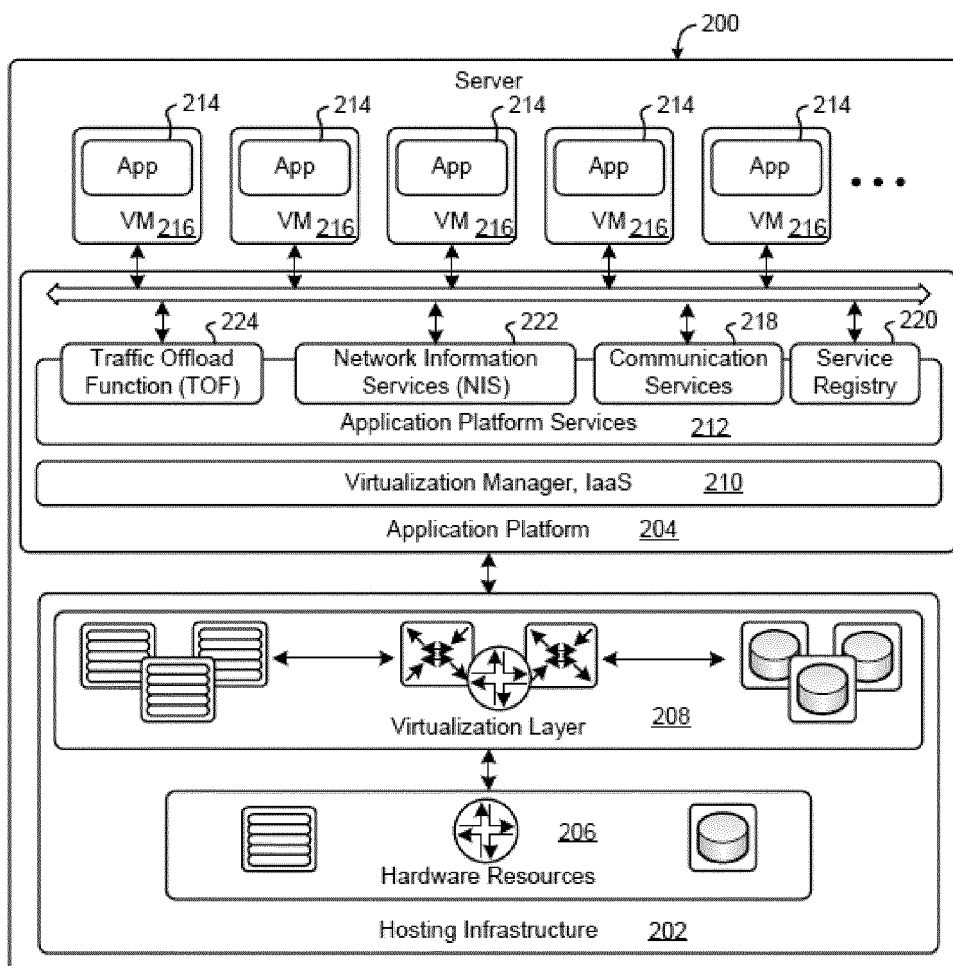 200
Server
214 214 214 214 214
App App App App App
VM 216 VM 216 VM 216 VM 216 VM 216
224 222 218 220
Traffic Offload Function (TOF)
Network Information Services (NIS)
Communication Services
Service Registry
Application Platform Services 212
Virtualization Manager, IaaS 210
Application Platform 204
Virtualization Layer 208
206
Hardware Resources
Hosting Infrastructure 202